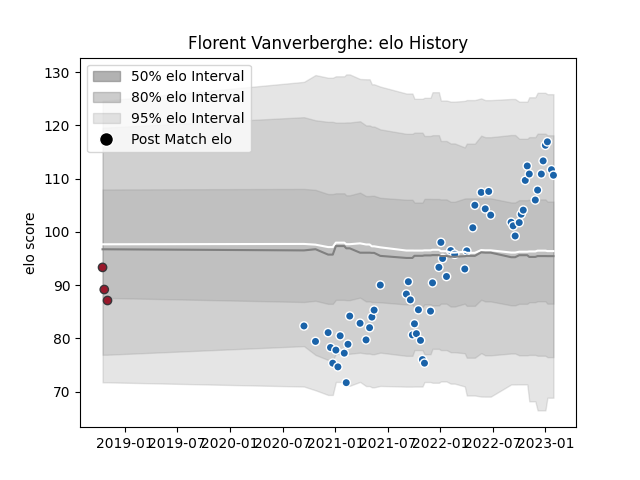 Florent Vanverberghe: elo History
50% elo Interval
80% elo Interval
95% elo Interval
Post Match elo
elo score
130
120
110
100
90
80
70
2019-01 2019-07 2020-01 2020-07 2021-01 2021-07 2022-01 2022-07 2023-01